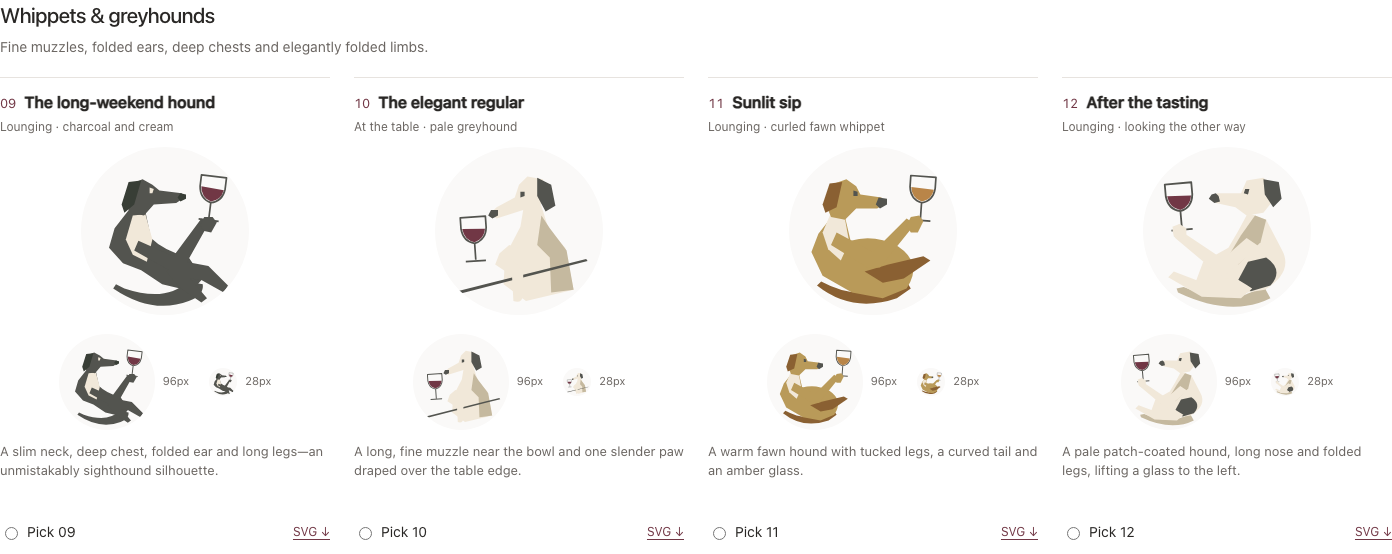 Whippets & greyhounds
Fine muzzles, folded ears, deep chests and elegantly folded limbs.
09 The long-weekend hound
Lounging · charcoal and cream
96px
28px
A slim neck, deep chest, folded ear and long legs—an
unmistakably sighthound silhouette.
Pick 09
SVG ↓
10 The elegant regular
At the table · pale greyhound
96px
28px
A long, fine muzzle near the bowl and one slender paw
draped over the table edge.
Pick 10
SVG ↓
11 Sunlit sip
Lounging · curled fawn whippet
96px
28px
A warm fawn hound with tucked legs, a curved tail and
an amber glass.
Pick 11
SVG ↓
12 After the tasting
Lounging · looking the other way
96px
28px
A pale patch-coated hound, long nose and folded
legs, lifting a glass to the left.
Pick 12
SVG ↓